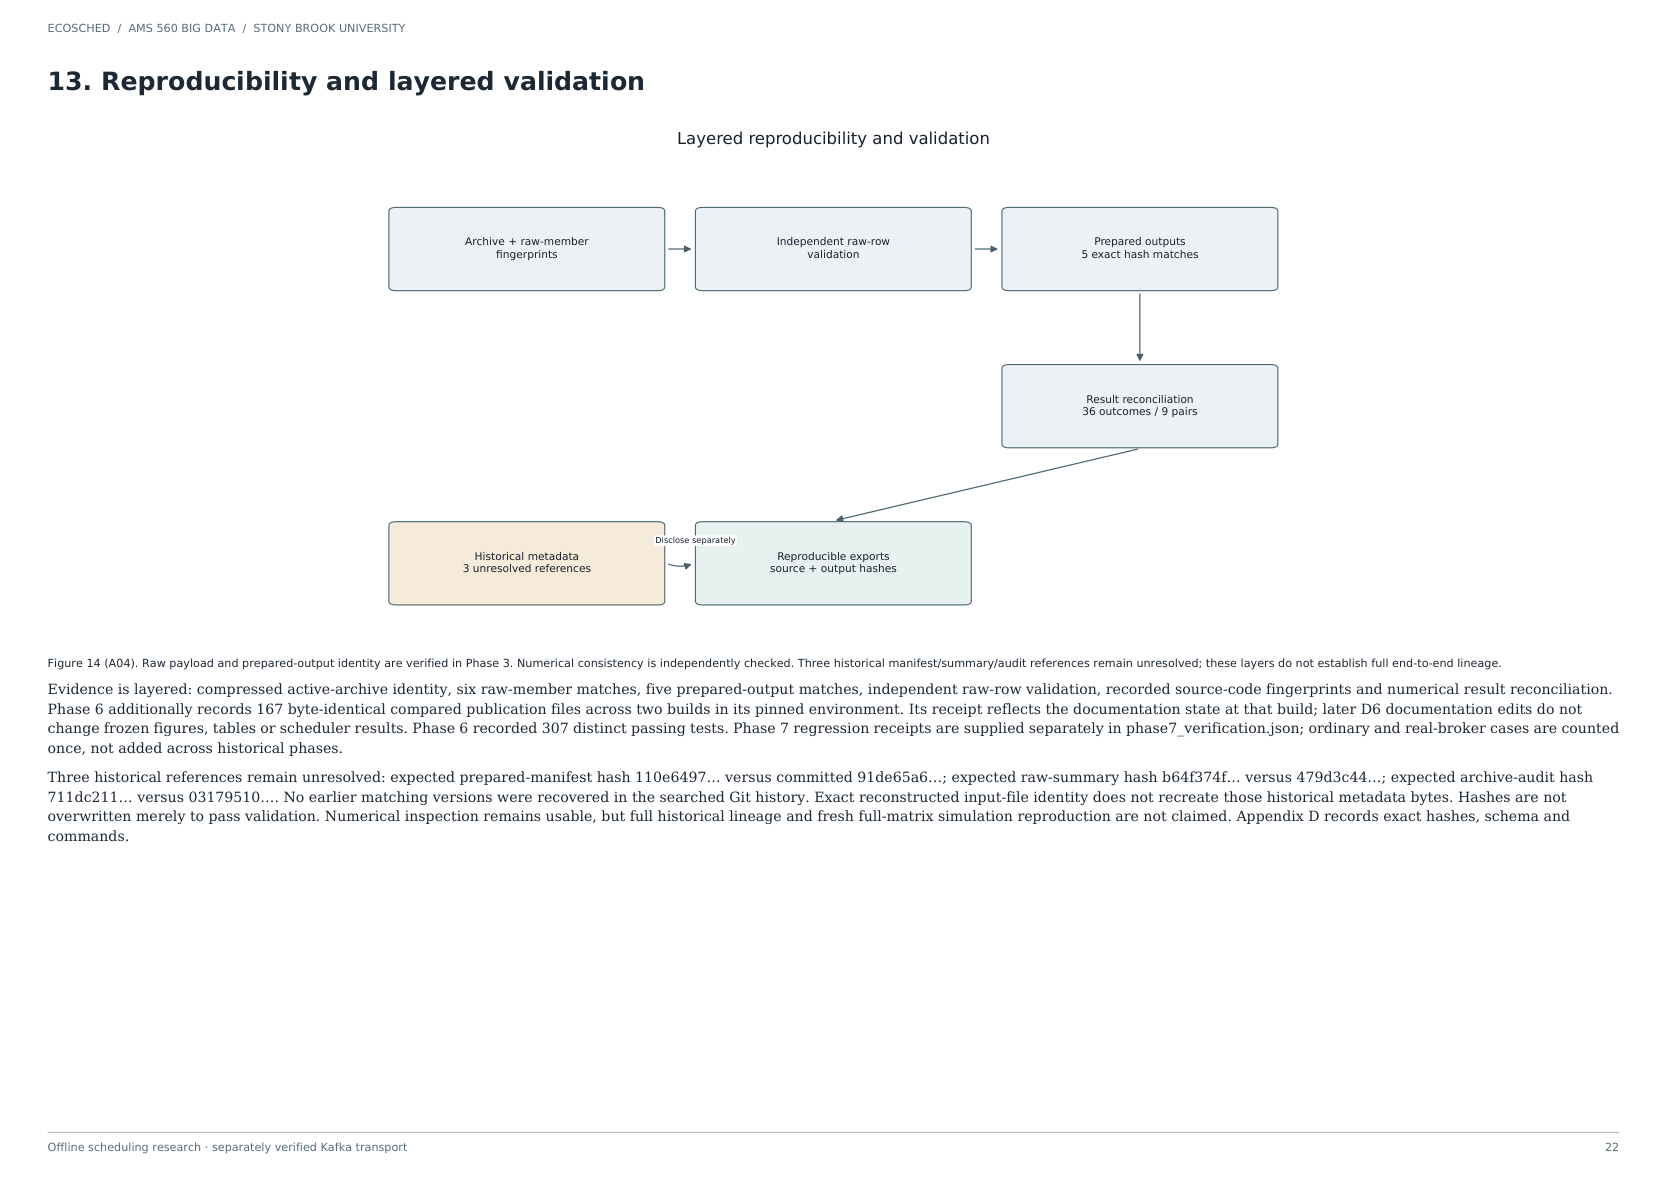 ECOSCHED / AMS 560 BIG DATA / STONY BROOK UNIVERSITY
13. Reproducibility and layered validation
Layered reproducibility and validation
Archive + raw-member
fingerprints
Independent raw-row
validation
Prepared outputs
5 exact hash matches
Result reconciliation
36 outcomes / 9 pairs
Historical metadata
3 unresolved references
Disclose separately
Reproducible exports
source + output hashes
Figure 14 (A04). Raw payload and prepared-output identity are verified in Phase 3. Numerical consistency is independently checked. Three historical manifest/summary/audit references remain unresolved; these layers do not establish full end-to-end lineage.
Evidence is layered: compressed active-archive identity, six raw-member matches, five prepared-output matches, independent raw-row validation, recorded source-code fingerprints and numerical result reconciliation.
Phase 6 additionally records 167 byte-identical compared publication files across two builds in its pinned environment. Its receipt reflects the documentation state at that build; later D6 documentation edits do not
change frozen figures, tables or scheduler results. Phase 6 recorded 307 distinct passing tests. Phase 7 regression receipts are supplied separately in phase7_verification.json; ordinary and real-broker cases are counted
once, not added across historical phases.
Three historical references remain unresolved: expected prepared-manifest hash 110e6497... versus committed 91de65a6...; expected raw-summary hash b64f374f... versus 479d3c44...; expected archive-audit hash
711dc211... versus 03179510.... No earlier matching versions were recovered in the searched Git history. Exact reconstructed input-file identity does not recreate those historical metadata bytes. Hashes are not
overwritten merely to pass validation. Numerical inspection remains usable, but full historical lineage and fresh full-matrix simulation reproduction are not claimed. Appendix D records exact hashes, schema and
commands.
Offline scheduling research · separately verified Kafka transport
22